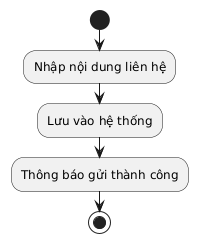 Nhập nội dung liên hệ
Lưu vào hệ thống
Thông báo gửi thành công